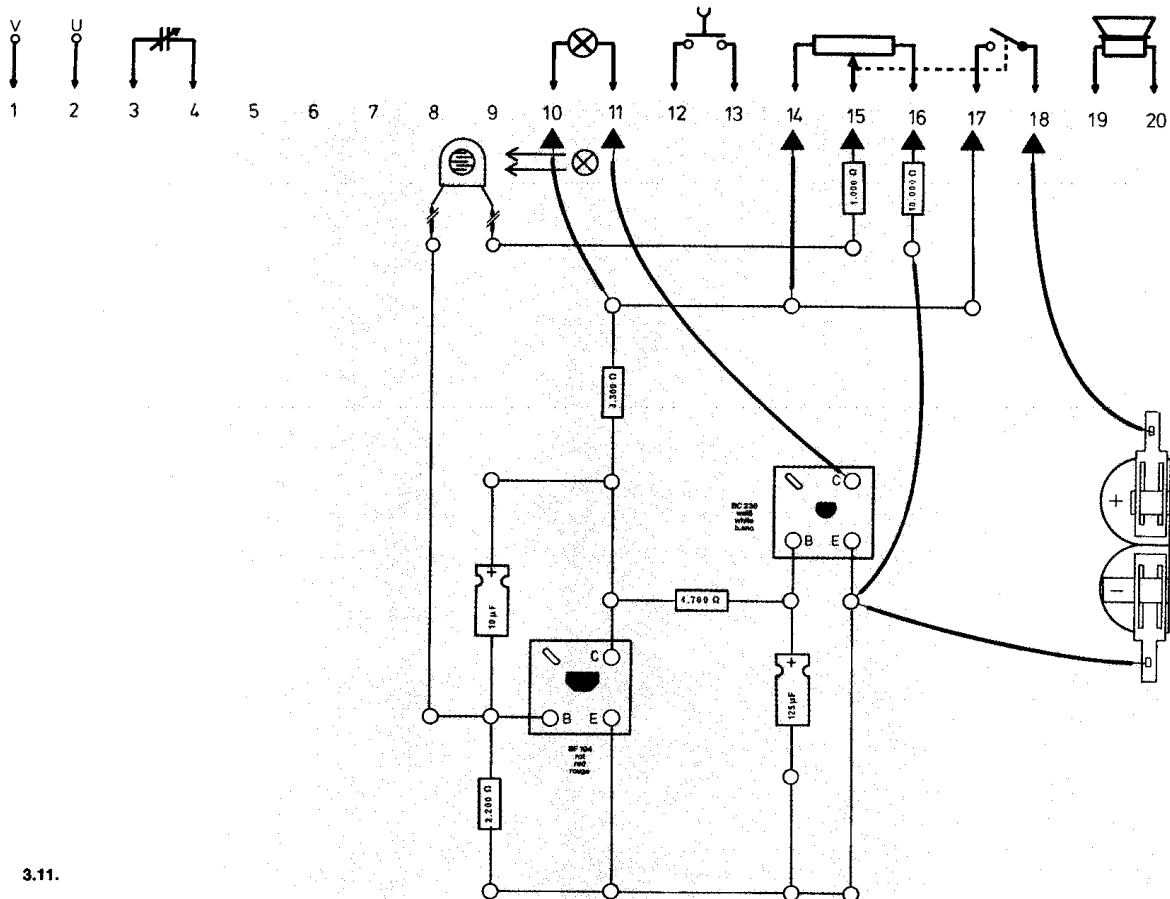 V U
1 2 3 4 5 6 7 8 9 10 11 12 13 14 15 16 17 18 19 20
1.000 Ω
10.000 Ω
3.300 Ω
C
BC 238
weiß
white
blanc
B E
+
4.700 Ω
+
10 µF
−
C
+
125 µF
B E
rot
red
rouge
2.200 Ω
3.11.